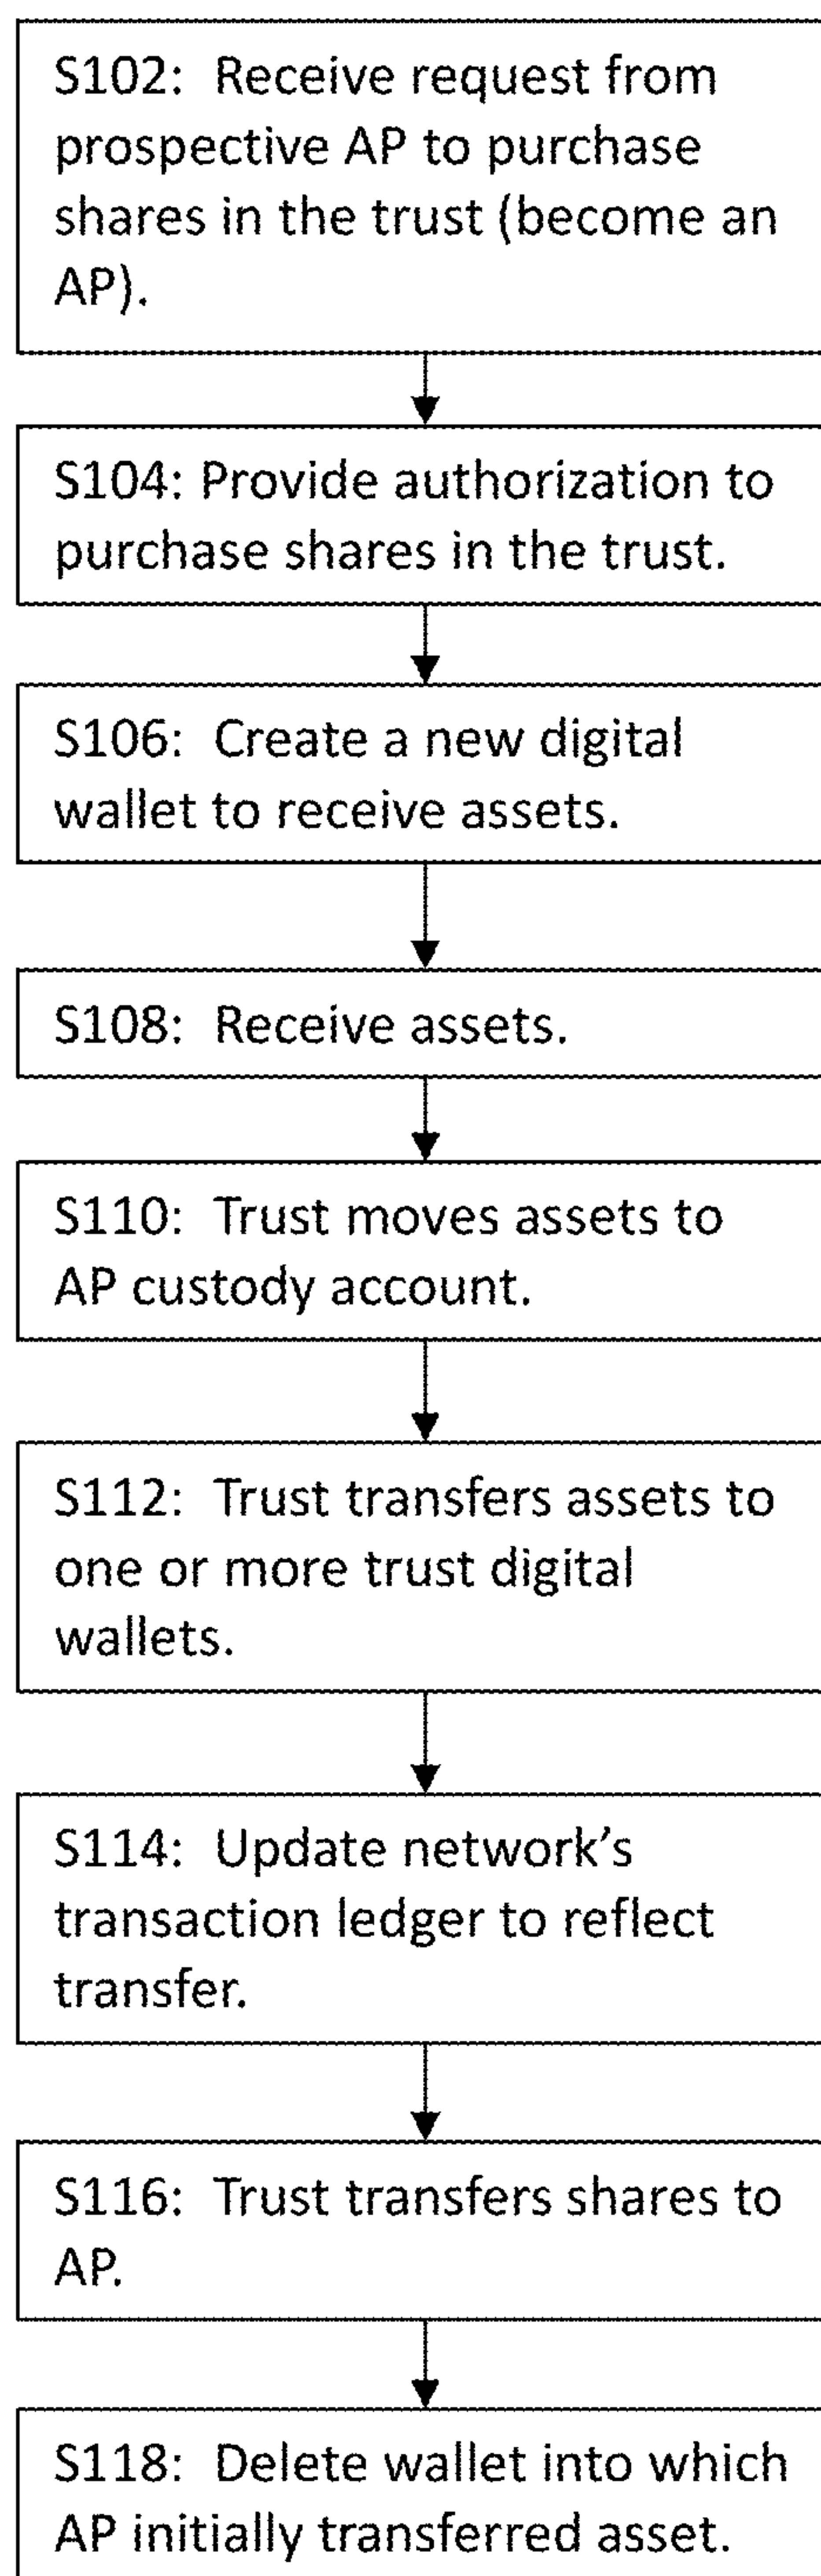 S102:  Receive request from
prospective AP to purchase
shares in the trust (become an
AP).
S104: Provide authorization to
purchase shares in the trust.
S106:  Create a new digital
wallet to receive assets.
S108:  Receive assets.
S110:  Trust moves assets to
AP custody account.
S112:  Trust transfers assets to
one or more trust digital
wallets.
S114:  Update network’s
transaction ledger to reflect
transfer.
S116:  Trust transfers shares to
AP.
S118:  Delete wallet into which
AP initially transferred asset.